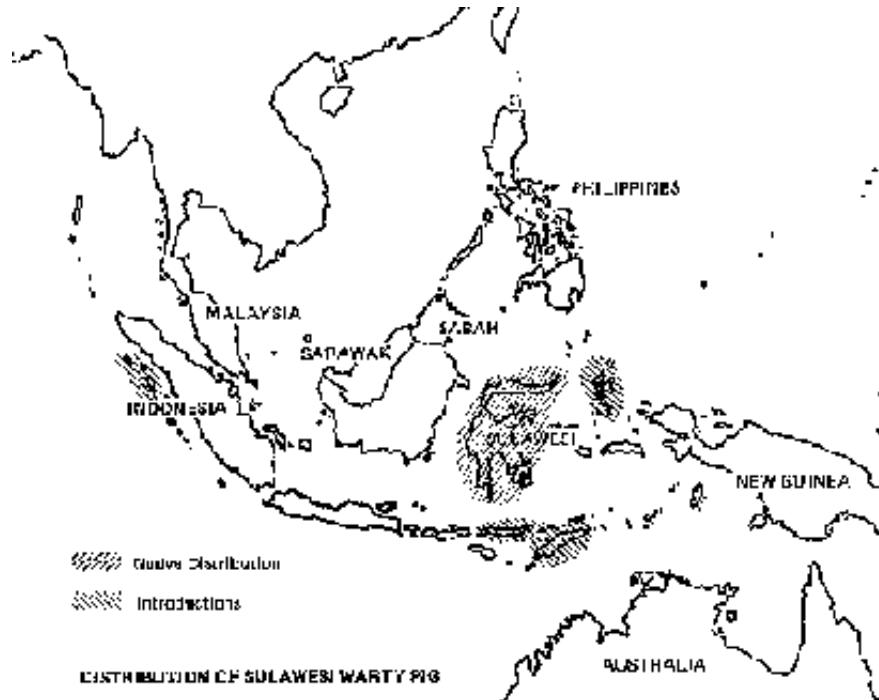 PHILIPPINES
MALAYSIA
SABAH
SARAWAK
INDONESIA
SULAWESI
NEW GUINEA
Native Distribution
Introductions
AUSTRALIA
DISTRIBUTION OF SULAWESI WARTY PIG